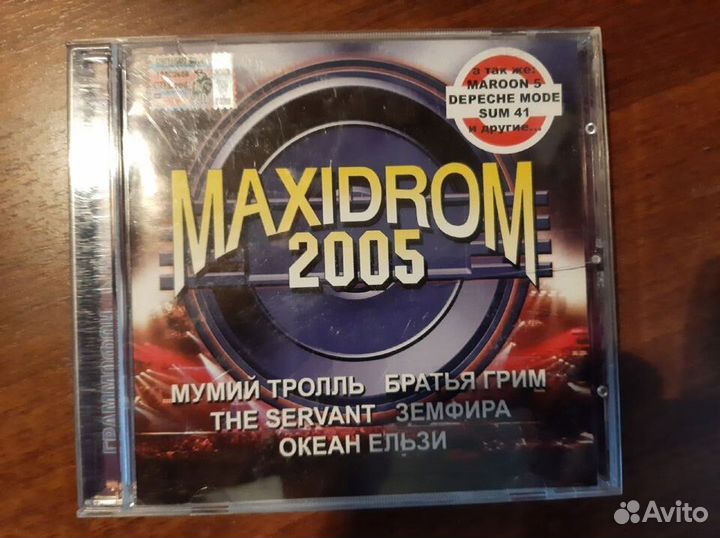 а так же:
MAROON 5
DEPECHE MODE
SUM 41
и другие...
MAXIDROM
2005
МУМИЙ ТРОЛЛЬ БРАТЬЯ ГРИМ
THE SERVANT ЗЕМФИРА
ОКЕАН ЕЛЬЗИ
ГРАММОФОН
Avito